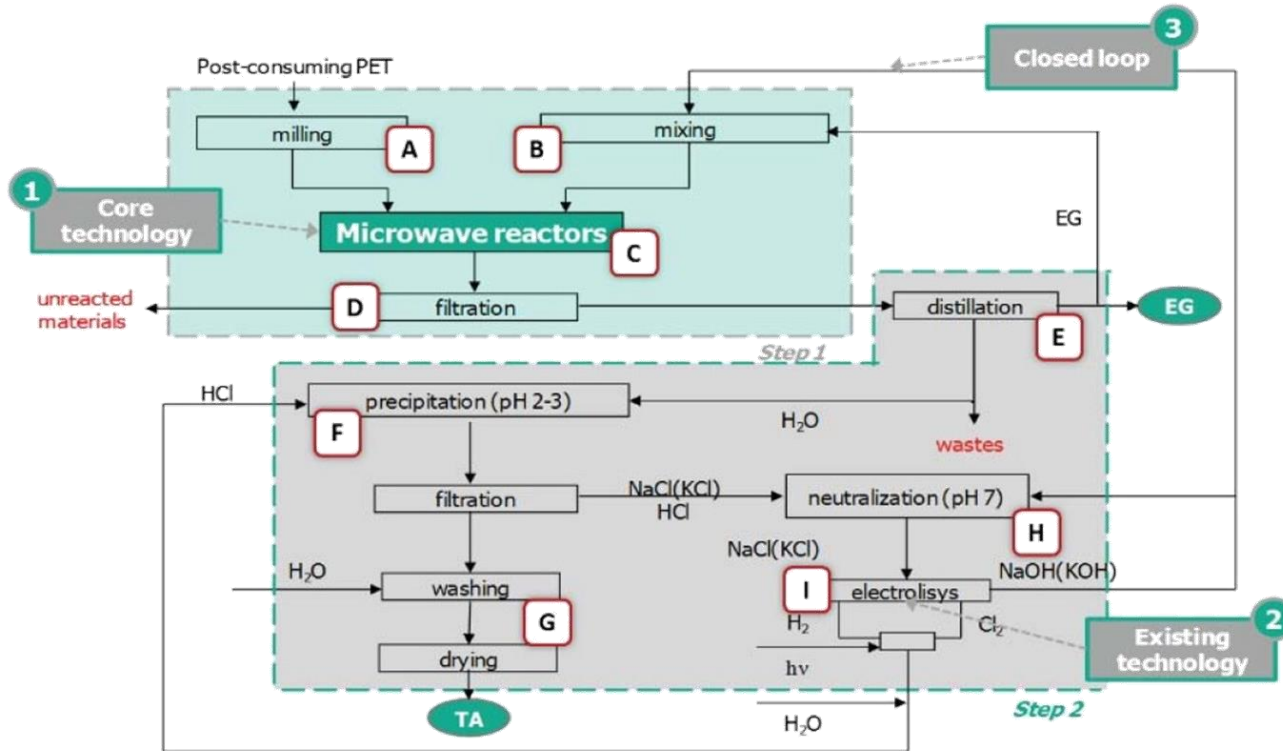 3
Closed loop
Post-consuming PET
milling
A
mixing
B
1
Core
technology
Microwave reactors
C
EG
unreacted
materials
D
filtration
distillation
E
EG
Step 1
HCl
precipitation (pH 2-3)
F
H₂O
wastes
filtration
NaCl(KCl)
HCl
neutralization (pH 7)
H
NaCl(KCl)
NaOH(KOH)
H₂O
washing
G
I
electrolisys
H₂
Cl₂
2
Existing
technology
drying
hν
TA
H₂O
Step 2